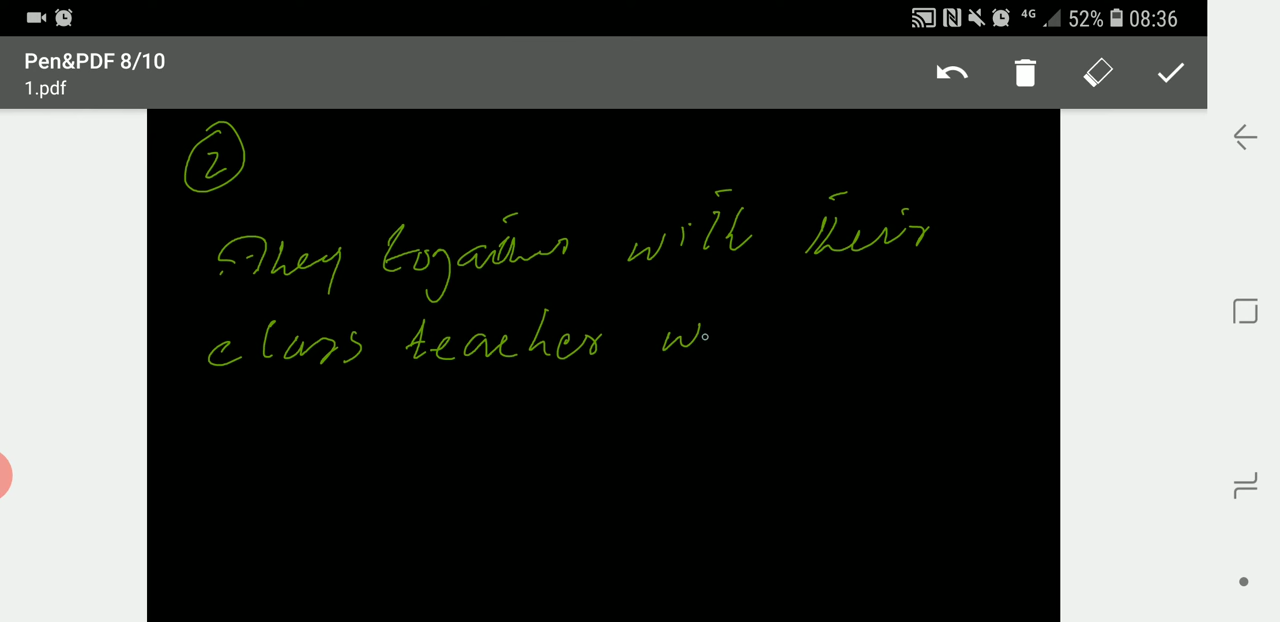 4G 52% 08:36
Pen&PDF 8/10
1.pdf
2
They together with their
class teacher w